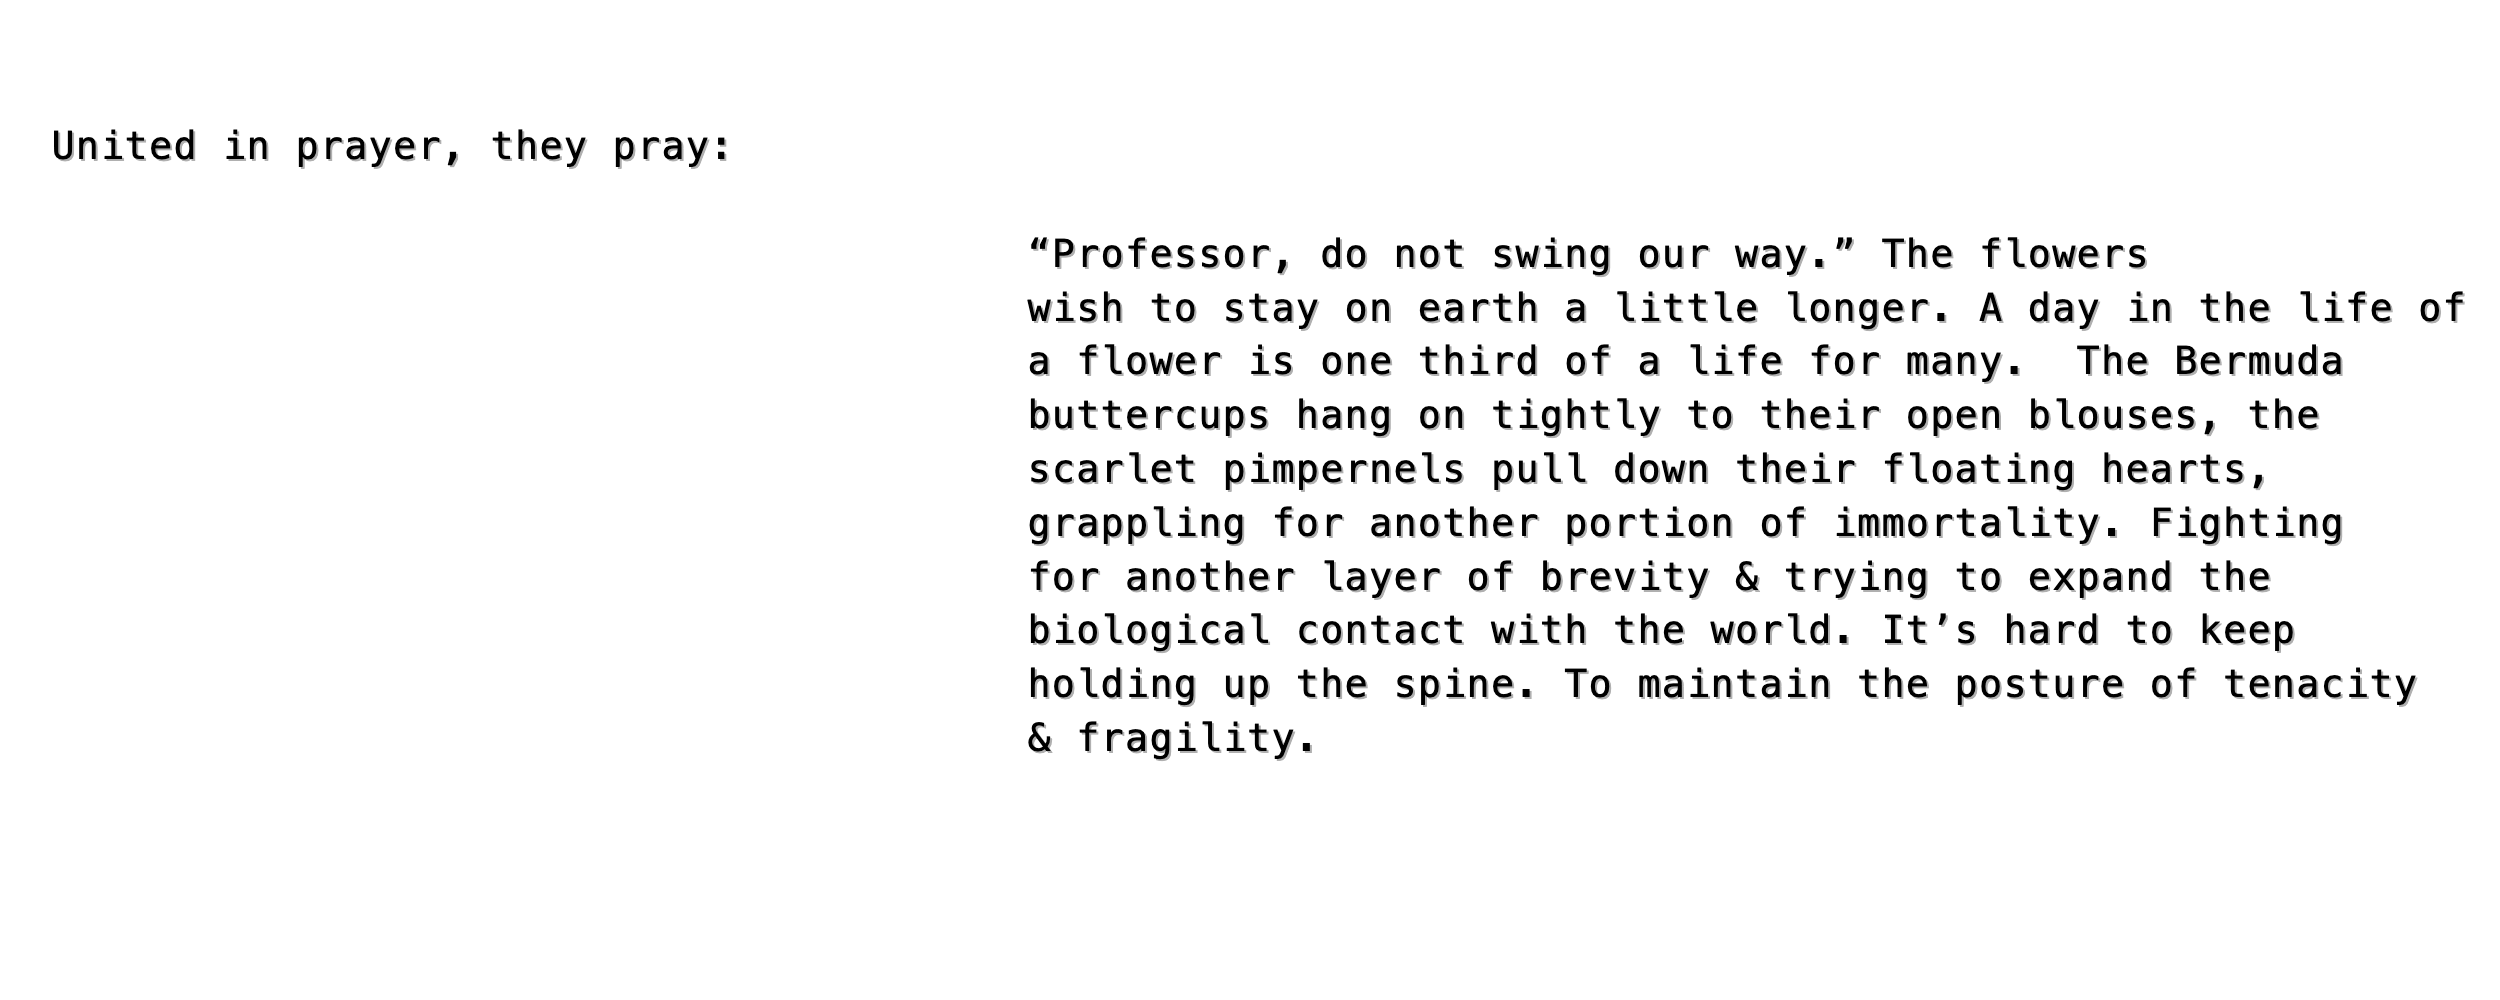 United in prayer, they pray:
“Professor, do not swing our way.” The flowers
wish to stay on earth a little longer. A day in the life of
a flower is one third of a life for many.  The Bermuda
buttercups hang on tightly to their open blouses, the
scarlet pimpernels pull down their floating hearts,
grappling for another portion of immortality. Fighting
for another layer of brevity & trying to expand the
biological contact with the world. It’s hard to keep
holding up the spine. To maintain the posture of tenacity
& fragility.